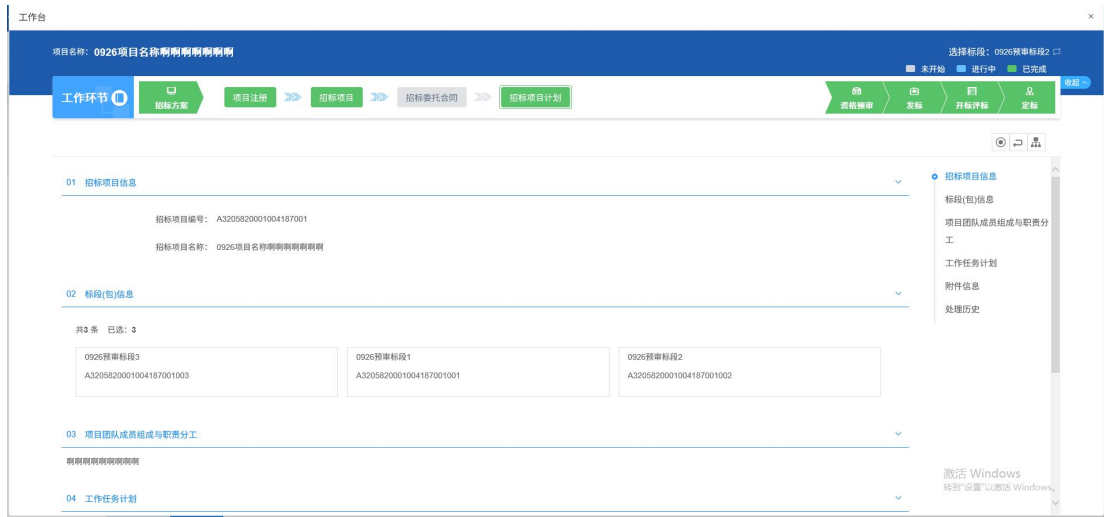 工作台 ×
项目名称: 0926项目名称啊啊啊啊啊啊啊
选择标段: 0926预审标段2
未开始 进行中 已完成
收起
工作环节
招标方案
项目注册
招标项目
招标委托合同
招标项目计划
资格预审
发标
开标评标
定标
01 招标项目信息
招标项目编号: A3205820001004187001
招标项目名称: 0926项目名称啊啊啊啊啊啊啊
02 标段(包)信息
共3 条 已选: 3
0926预审标段3
A3205820001004187001003
0926预审标段1
A3205820001004187001001
0926预审标段2
A3205820001004187001002
03 项目团队成员组成与职责分工
啊啊啊啊啊啊啊啊啊
04 工作任务计划
招标项目信息
标段(包)信息
项目团队成员组成与职责分
工
工作任务计划
附件信息
处理历史
激活 Windows
转到"设置"以激活 Windows。